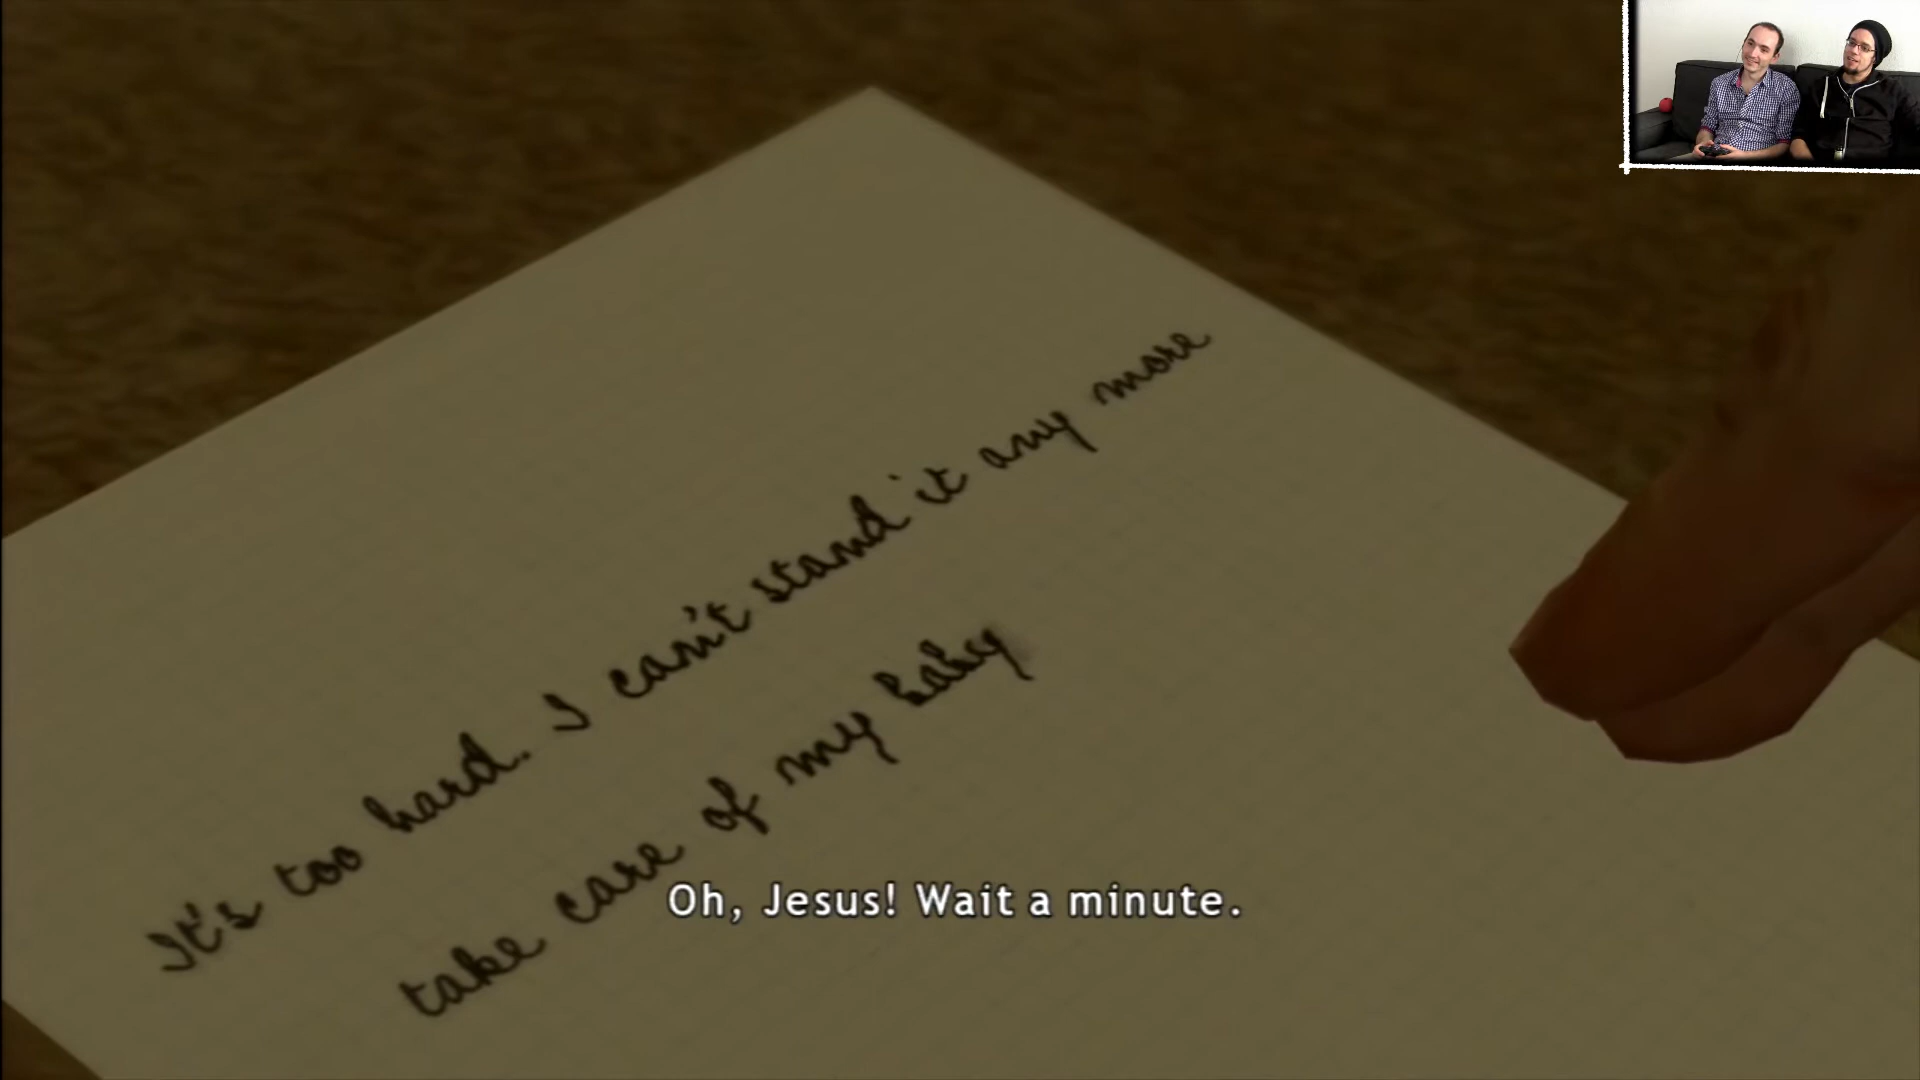 It's too hard. I can't stand it any more
take care of my baby
Oh, Jesus! Wait a minute.